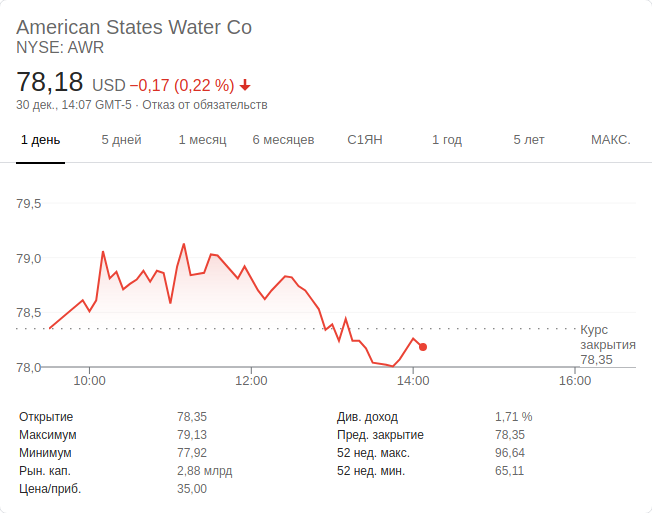 American States Water Co
NYSE: AWR
78,18 USD −0,17 (0,22 %)
30 дек., 14:07 GMT-5 · Отказ от обязательств
1 день 5 дней 1 месяц 6 месяцев С1ЯН 1 год 5 лет МАКС.
79,5
79,0
78,5
Курс
закрытия
78,35
78,0
10:00 12:00 14:00 16:00
Открытие 78,35 Див. доход 1,71 %
Максимум 79,13 Пред. закрытие 78,35
Минимум 77,92 52 нед. макс. 96,64
Рын. кап. 2,88 млрд 52 нед. мин. 65,11
Цена/приб. 35,00